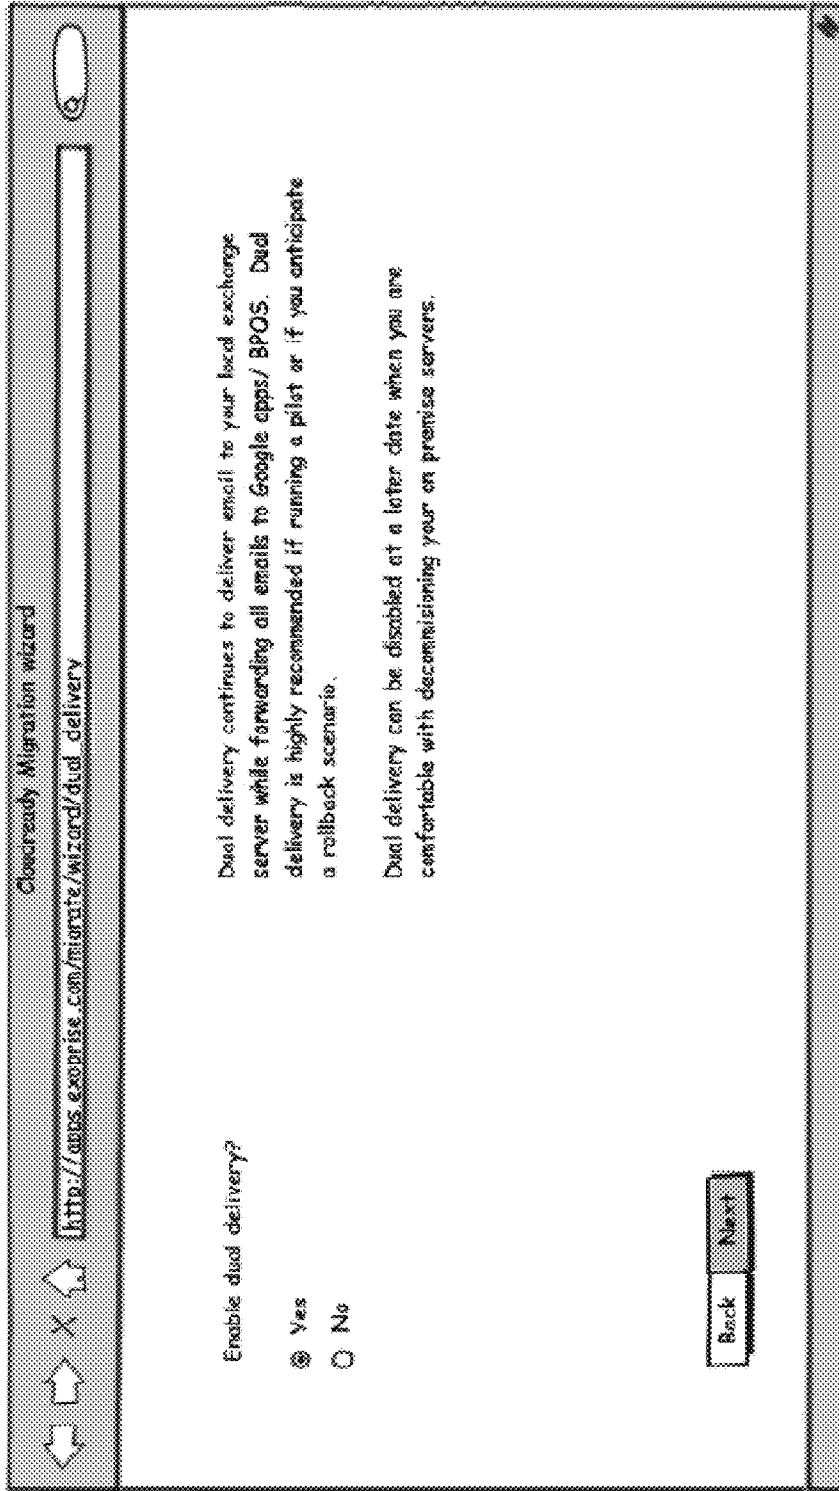 Cloudready Migration wizard
http://apps.exoprise.com/migrate/wizard/dual_delivery
Enable dual delivery?
Yes
No
Dual delivery continues to deliver email to your local exchange
server while forwarding all emails to Google apps/ BPOS. Dual
delivery is highly recommended if running a pilot or if you anticipate
a rollback scenario.
Dual delivery can be disabled at a later date when you are
comfortable with decommisioning your on premise servers.
Back
Next